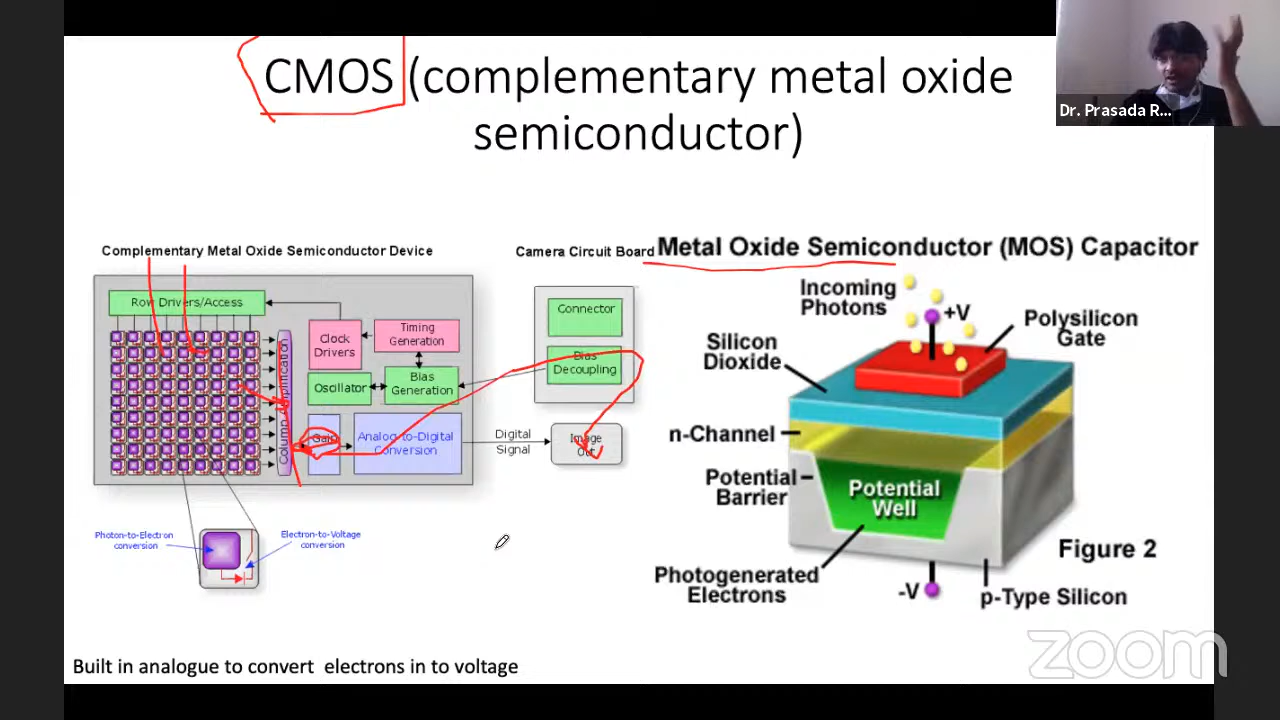 CMOS (complementary metal oxide
semiconductor)
Dr. Prasada R...
Complementary Metal Oxide Semiconductor Device
Camera Circuit Board
Row Drivers/Access
Column Amplification
Clock
Drivers
Timing
Generation
Oscillator
Bias
Generation
Gain
Analog-to-Digital
Conversion
Connector
Bias
Decoupling
Digital
Signal
Image
Out
Photon-to-Electron
conversion
Electron-to-Voltage
conversion
Metal Oxide Semiconductor (MOS) Capacitor
Incoming
Photons
+V
Polysilicon
Gate
Silicon
Dioxide
n-Channel
Potential
Barrier
Potential
Well
Figure 2
Photogenerated
Electrons
-V
p-Type Silicon
Built in analogue to convert electrons in to voltage
zoom